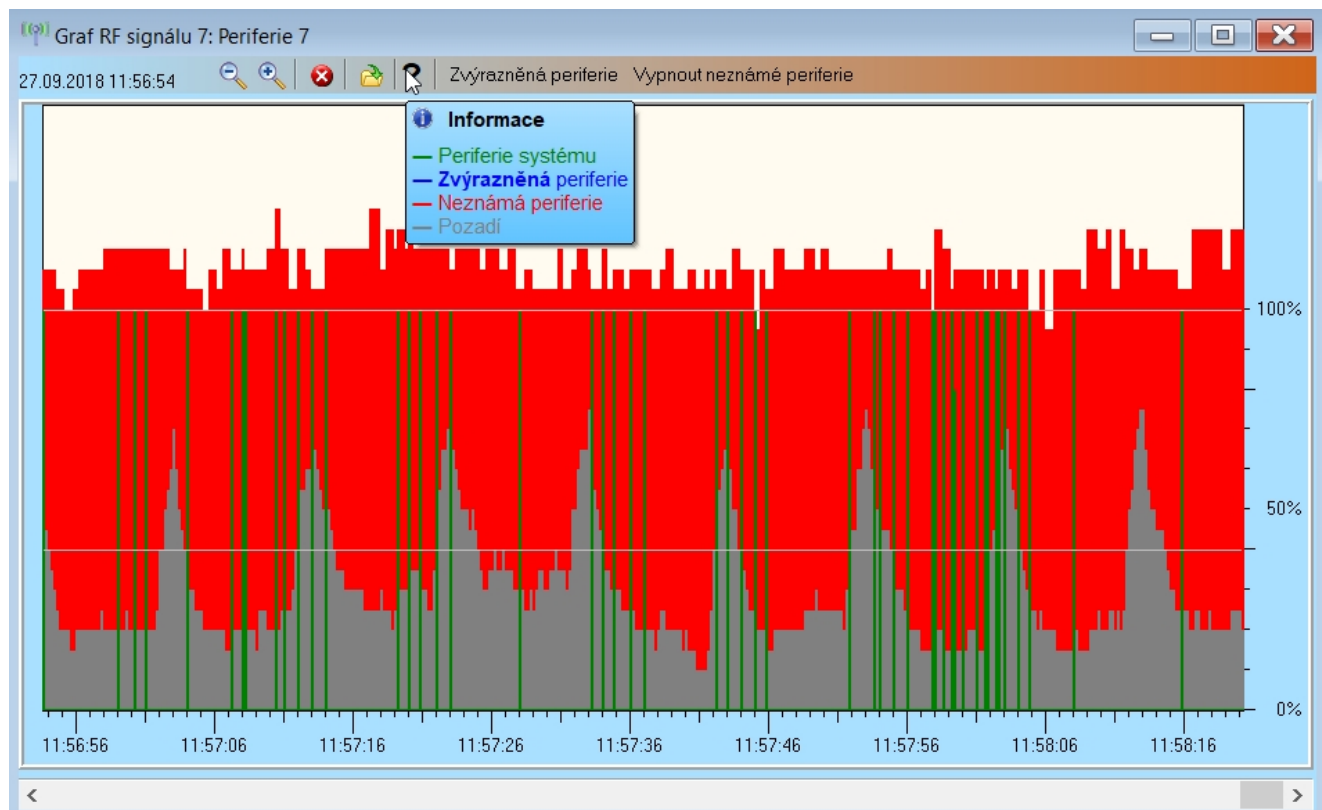 Graf RF signálu 7: Periferie 7
27.09.2018 11:56:54 ? Zvýrazněná periferie Vypnout neznámé periferie
Informace
Periferie systému
Zvýrazněná periferie
Neznámá periferie
Pozadí
100%
50%
0%
11:56:56 11:57:06 11:57:16 11:57:26 11:57:36 11:57:46 11:57:56 11:58:06 11:58:16